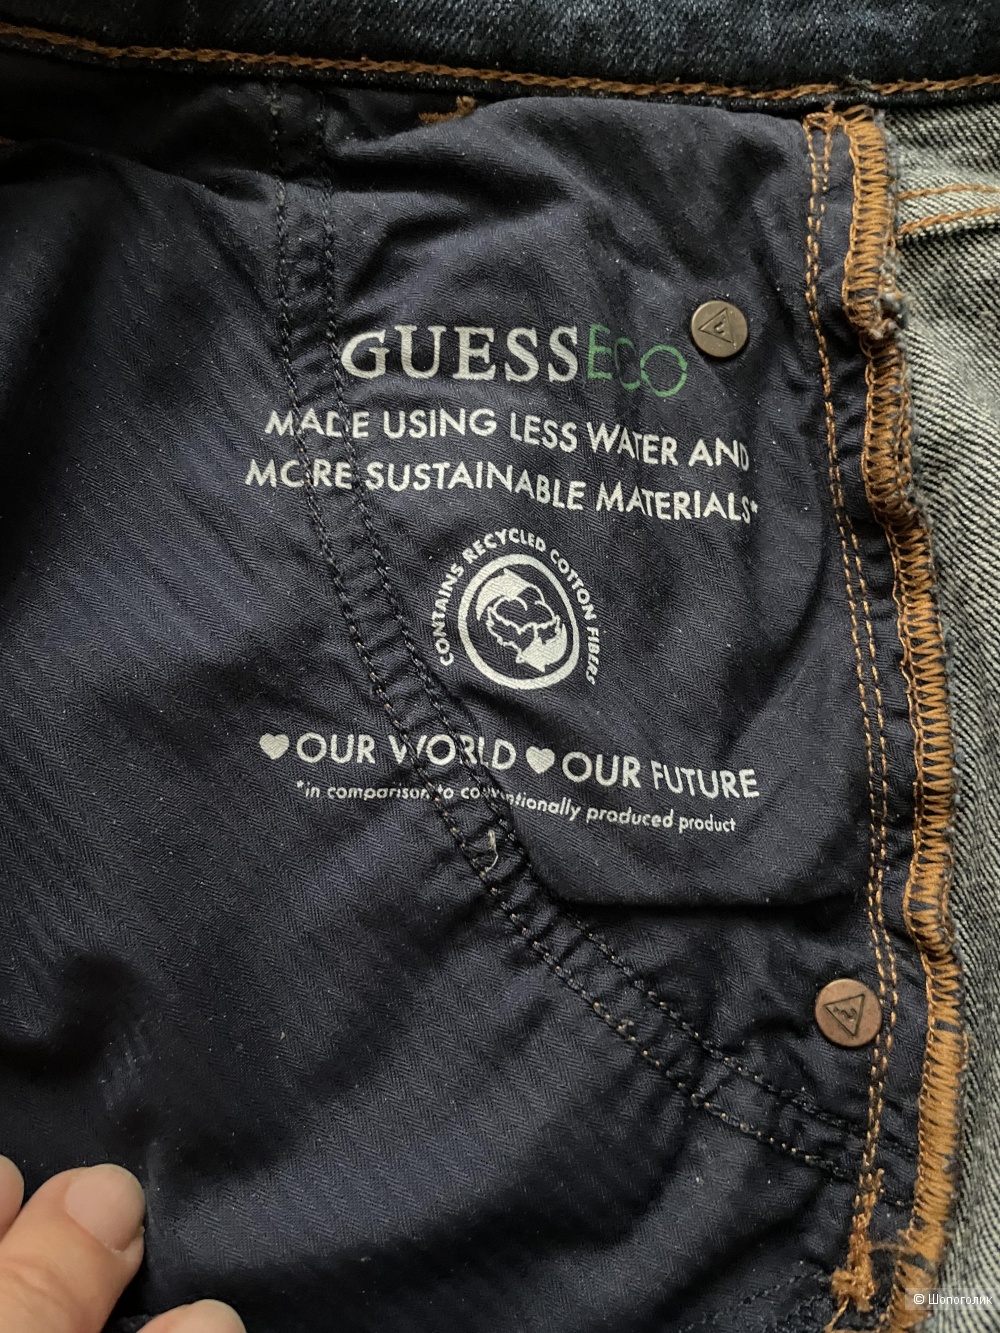 GUESSECO
MADE USING LESS WATER AND
MORE SUSTAINABLE MATERIALS*
CONTAINS RECYCLED COTTON FIBERS
♥OUR WORLD♥OUR FUTURE
*in comparison to conventionally produced product
© Шопоголик